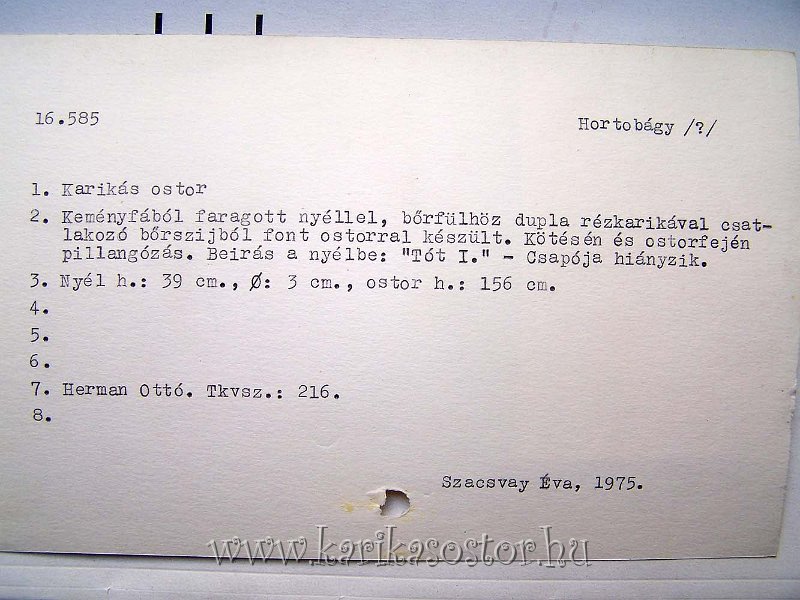 16.585
Hortobágy /?/
1. Karikás ostor
2. Keményfából faragott nyéllel, bőrfülhöz dupla rézkarikával csat-
lakozó bőrszijból font ostorral készült. Kötésén és ostorfején
pillangózás. Beirás a nyélbe: "Tót I." - Csapója hiányzik.
3. Nyél h.: 39 cm., Ø: 3 cm., ostor h.: 156 cm.
4.
5.
6.
7. Herman Ottó. Tkvsz.: 216.
8.
Szacsvay Éva, 1975.
www.karikasostor.hu